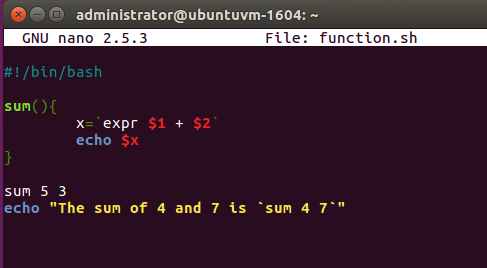 administrator@ubuntuvm-1604: ~
GNU nano 2.5.3 File: function.sh
#!/bin/bash
sum(){
x=`expr $1 + $2`
echo $x
}
sum 5 3
echo "The sum of 4 and 7 is `sum 4 7`"